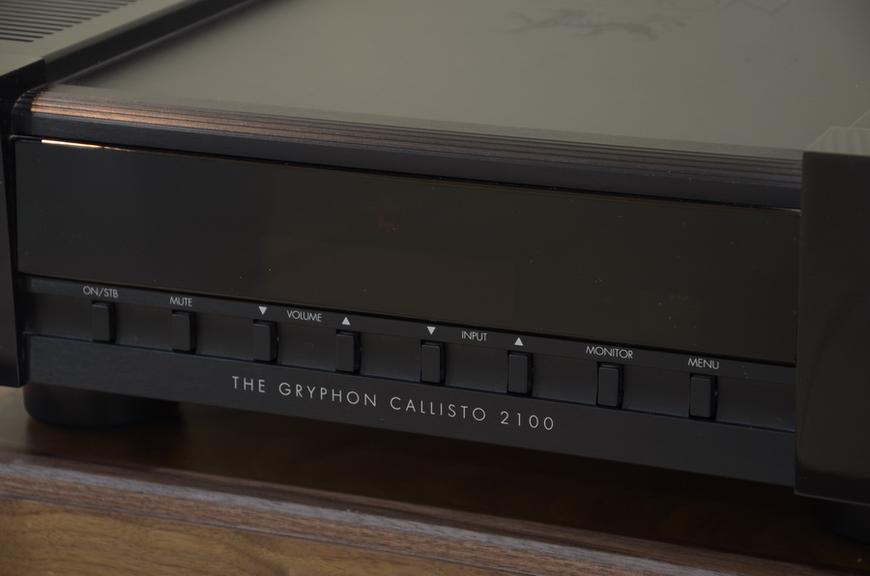 ON/STB MUTE ▼ VOLUME ▲ ▼ INPUT ▲ MONITOR MENU
THE GRYPHON CALLISTO 2100